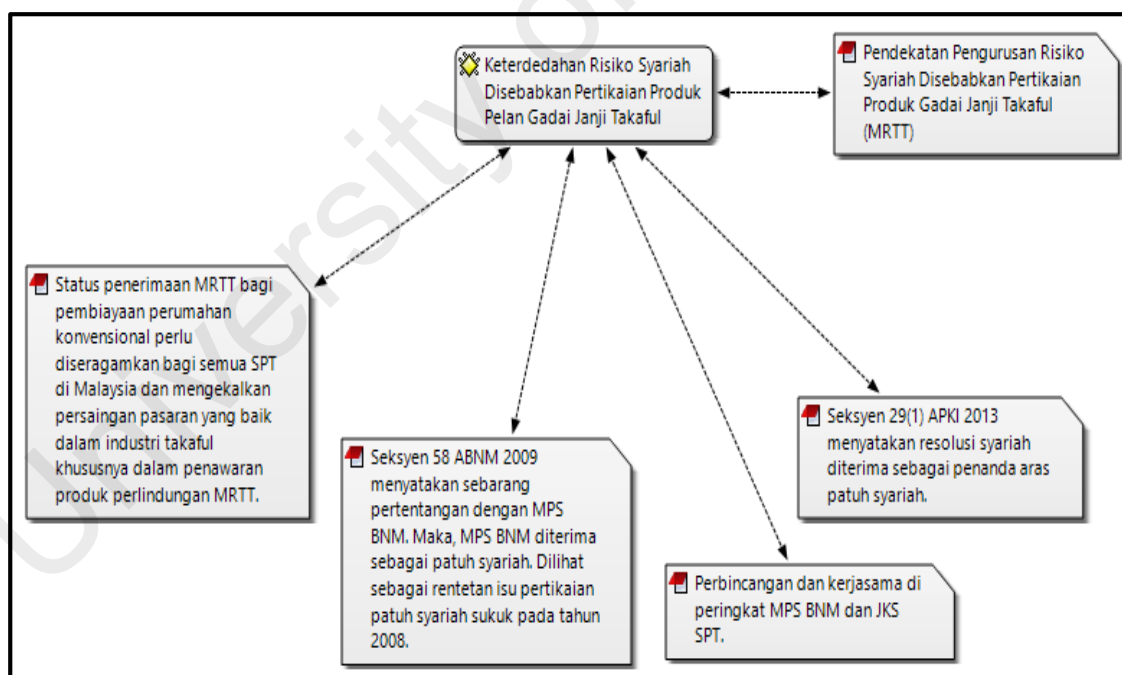 Keterdedahan Risiko Syariah
Disebabkan Pertikaian Produk
Pelan Gadai Janji Takaful
Pendekatan Pengurusan Risiko
Syariah Disebabkan Pertikaian
Produk Gadai Janji Takaful
(MRTT)
Status penerimaan MRTT bagi
pembiayaan perumahan
konvensional perlu
diseragamkan bagi semua SPT
di Malaysia dan mengekalkan
persaingan pasaran yang baik
dalam industri takaful
khususnya dalam penawaran
produk perlindungan MRTT.
Seksyen 58 ABNM 2009
menyatakan sebarang
pertentangan dengan MPS
BNM. Maka, MPS BNM diterima
sebagai patuh syariah. Dilihat
sebagai rentetan isu pertikaian
patuh syariah sukuk pada tahun
2008.
Perbincangan dan kerjasama di
peringkat MPS BNM dan JKS
SPT.
Seksyen 29(1) APKI 2013
menyatakan resolusi syariah
diterima sebagai penanda aras
patuh syariah.
University o